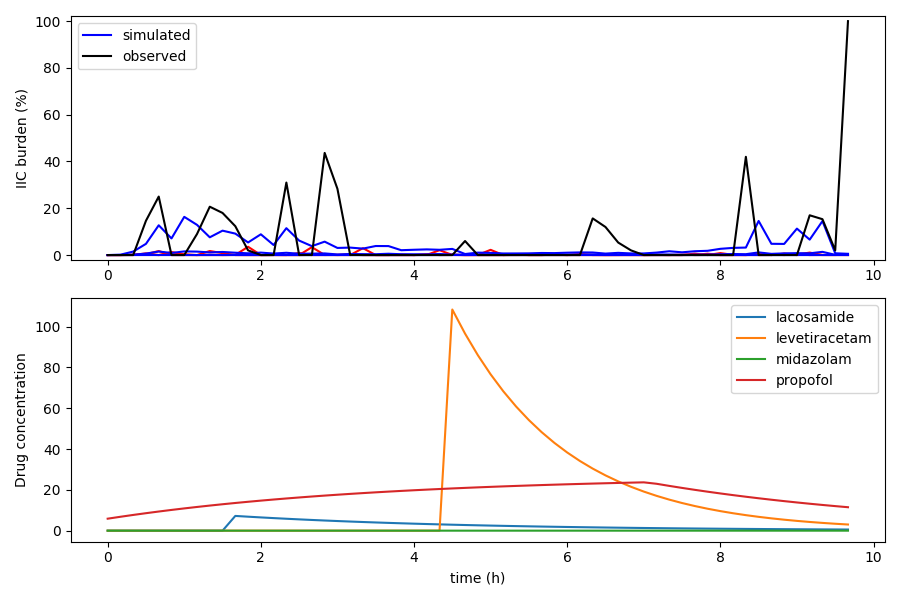 100
80
60
40
20
0
IIC burden (%)
simulated
observed
0 2 4 6 8 10
100
80
60
40
20
0
Drug concentration
lacosamide
levetiracetam
midazolam
propofol
0 2 4 6 8 10
time (h)